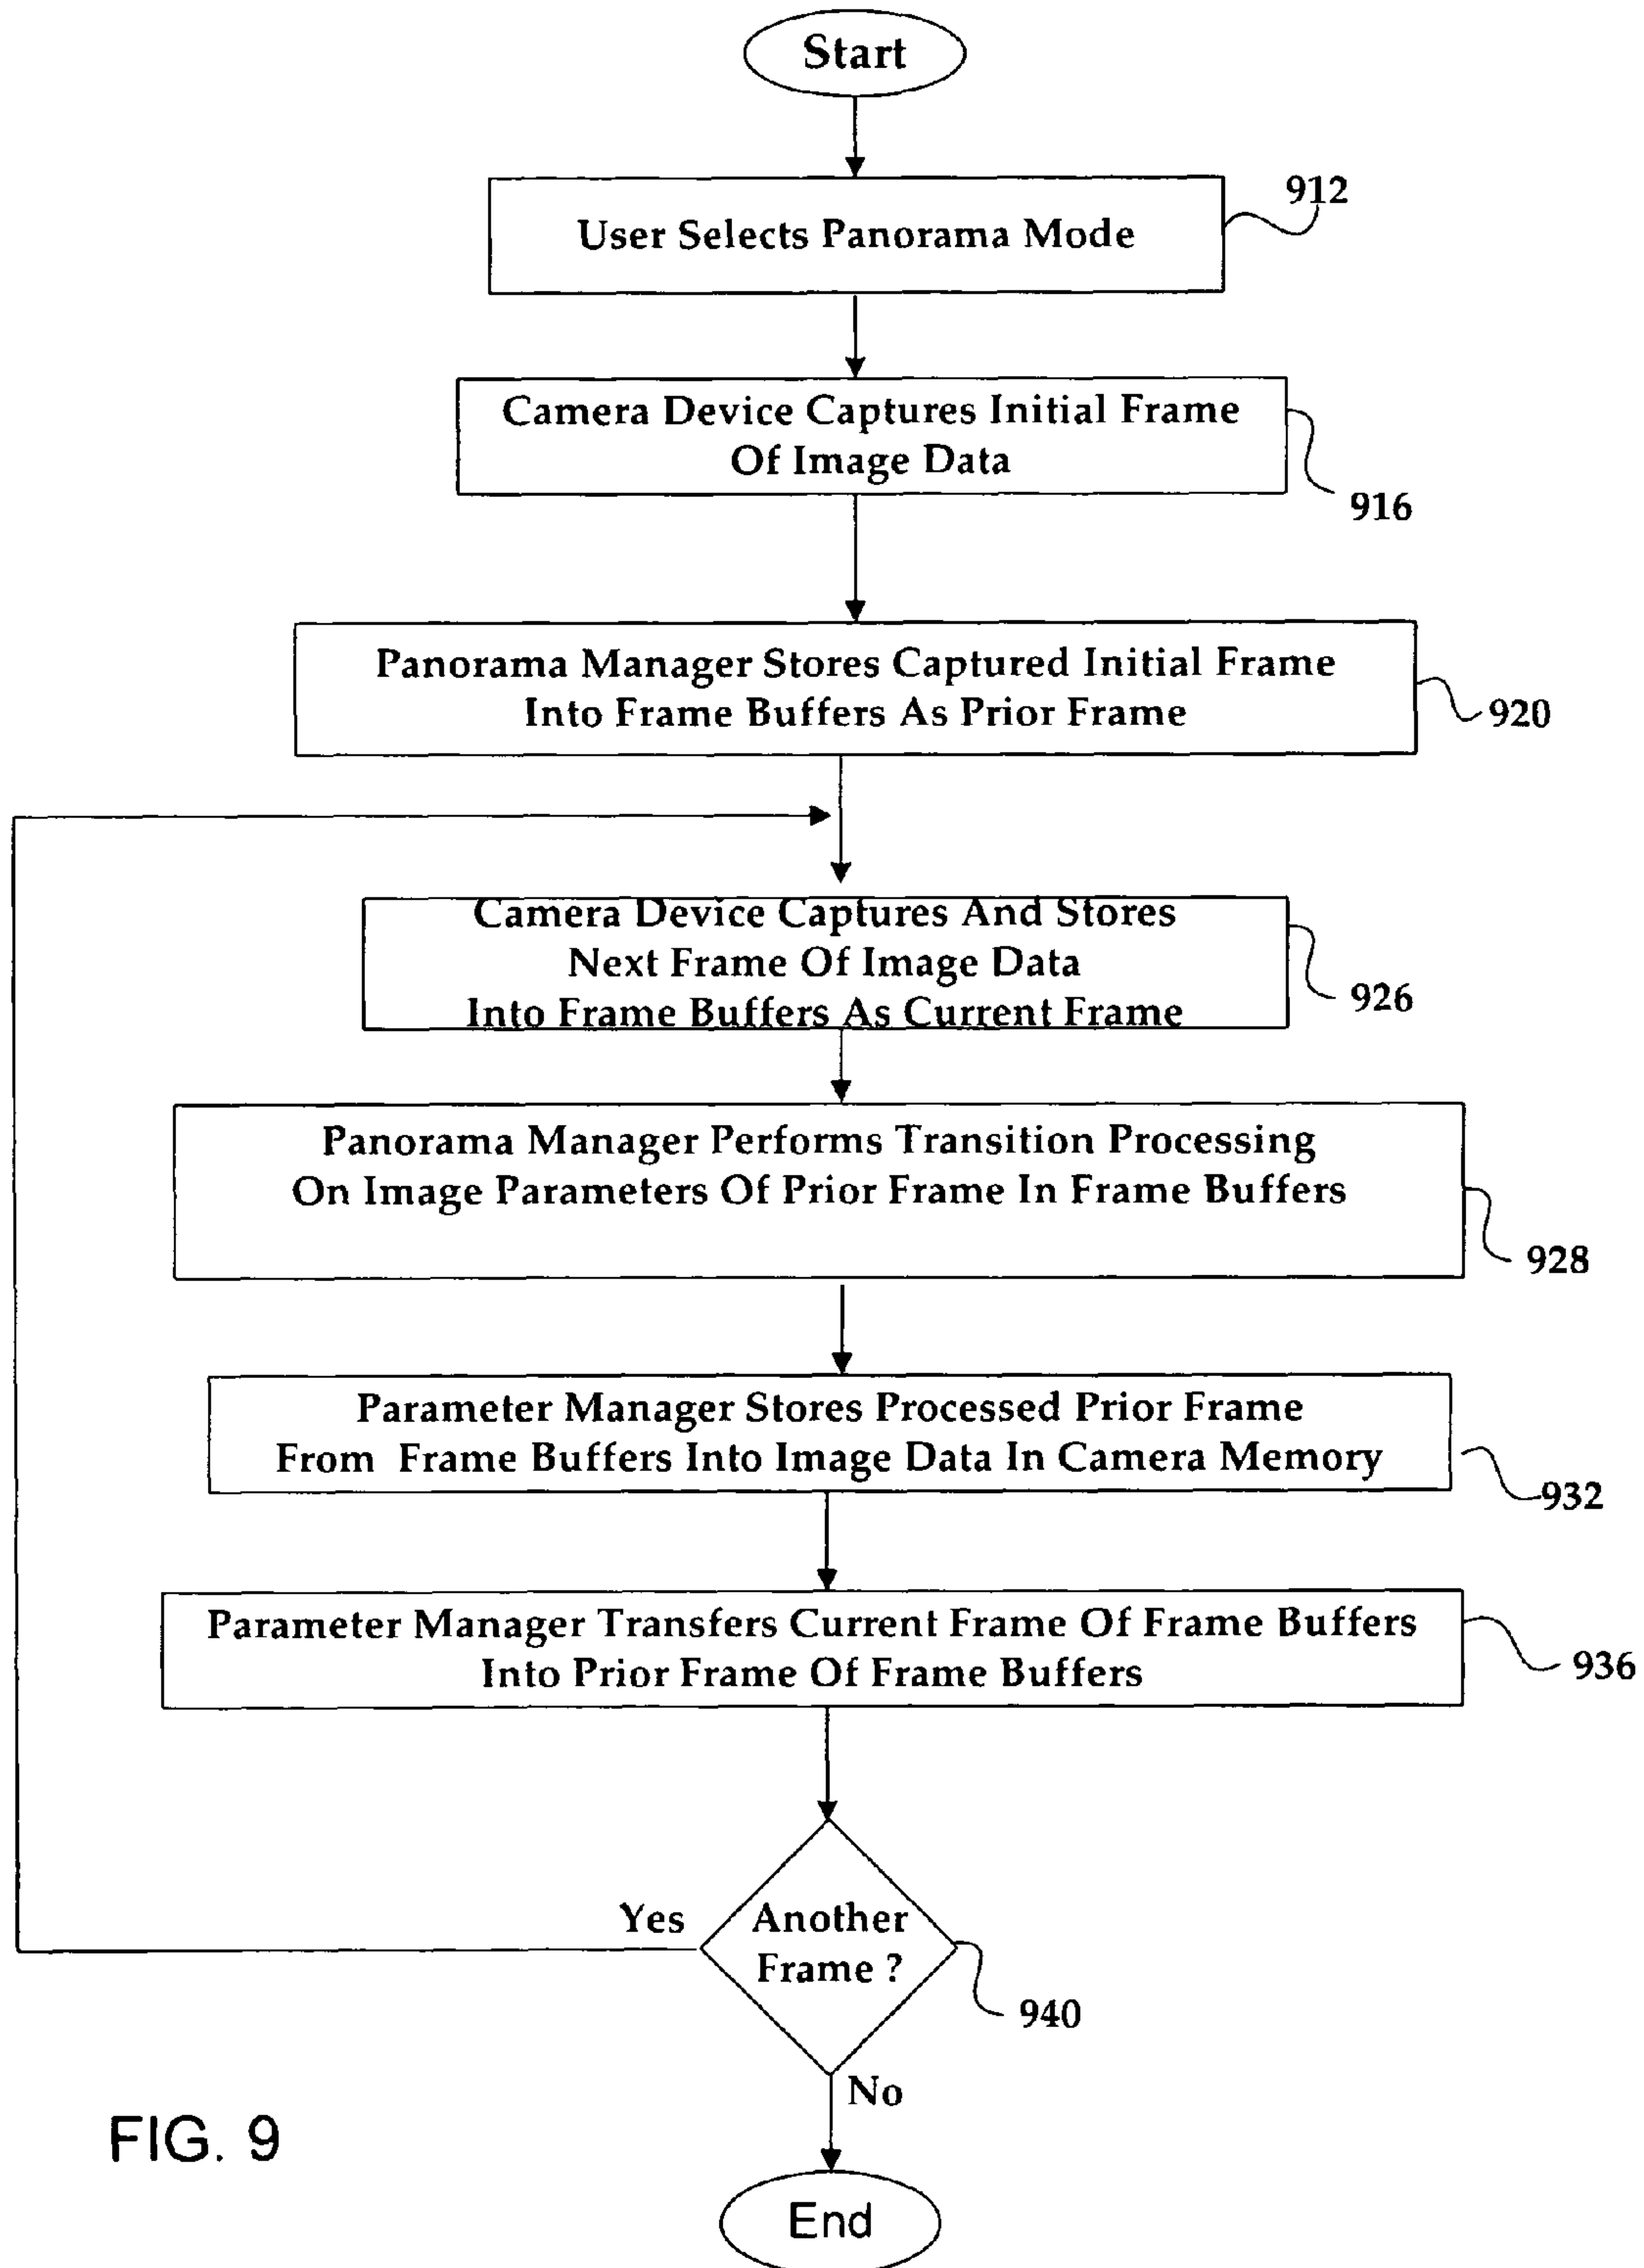 Start
User Selects Panorama Mode
912
Camera Device Captures Initial Frame
Of Image Data
916
Panorama Manager Stores Captured Initial Frame
Into Frame Buffers As Prior Frame
920
Camera Device Captures And Stores
Next Frame Of Image Data
Into Frame Buffers As Current Frame
926
Panorama Manager Performs Transition Processing
On Image Parameters Of Prior Frame In Frame Buffers
928
Parameter Manager Stores Processed Prior Frame
From Frame Buffers Into Image Data In Camera Memory
932
Parameter Manager Transfers Current Frame Of Frame Buffers
Into Prior Frame Of Frame Buffers
936
Yes
Another
Frame ?
940
No
FIG. 9
End